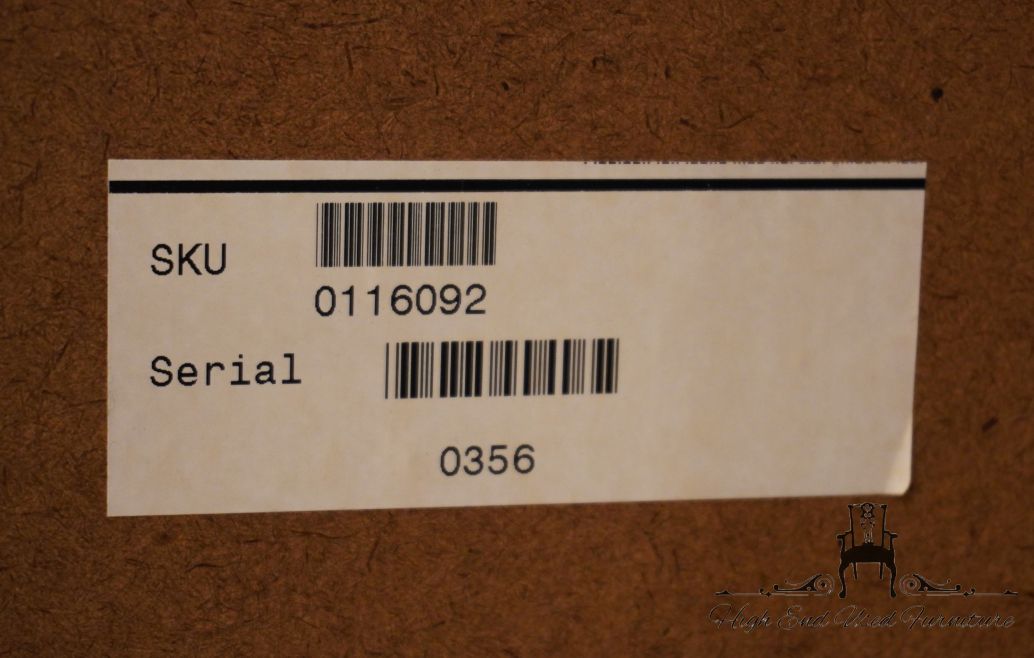 SKU
0116092
Serial
0356
High End Used Furniture